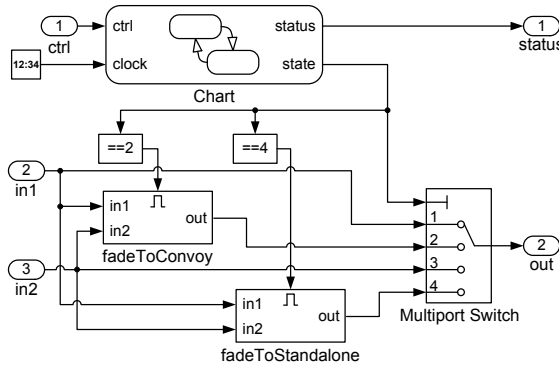 1
ctrl
12:34
ctrl
clock
status
state
Chart
1
status
==2
==4
2
in1
in1
in2
out
fadeToConvoy
3
in2
in1
in2
out
fadeToStandalone
1
2
3
4
Multiport Switch
2
out